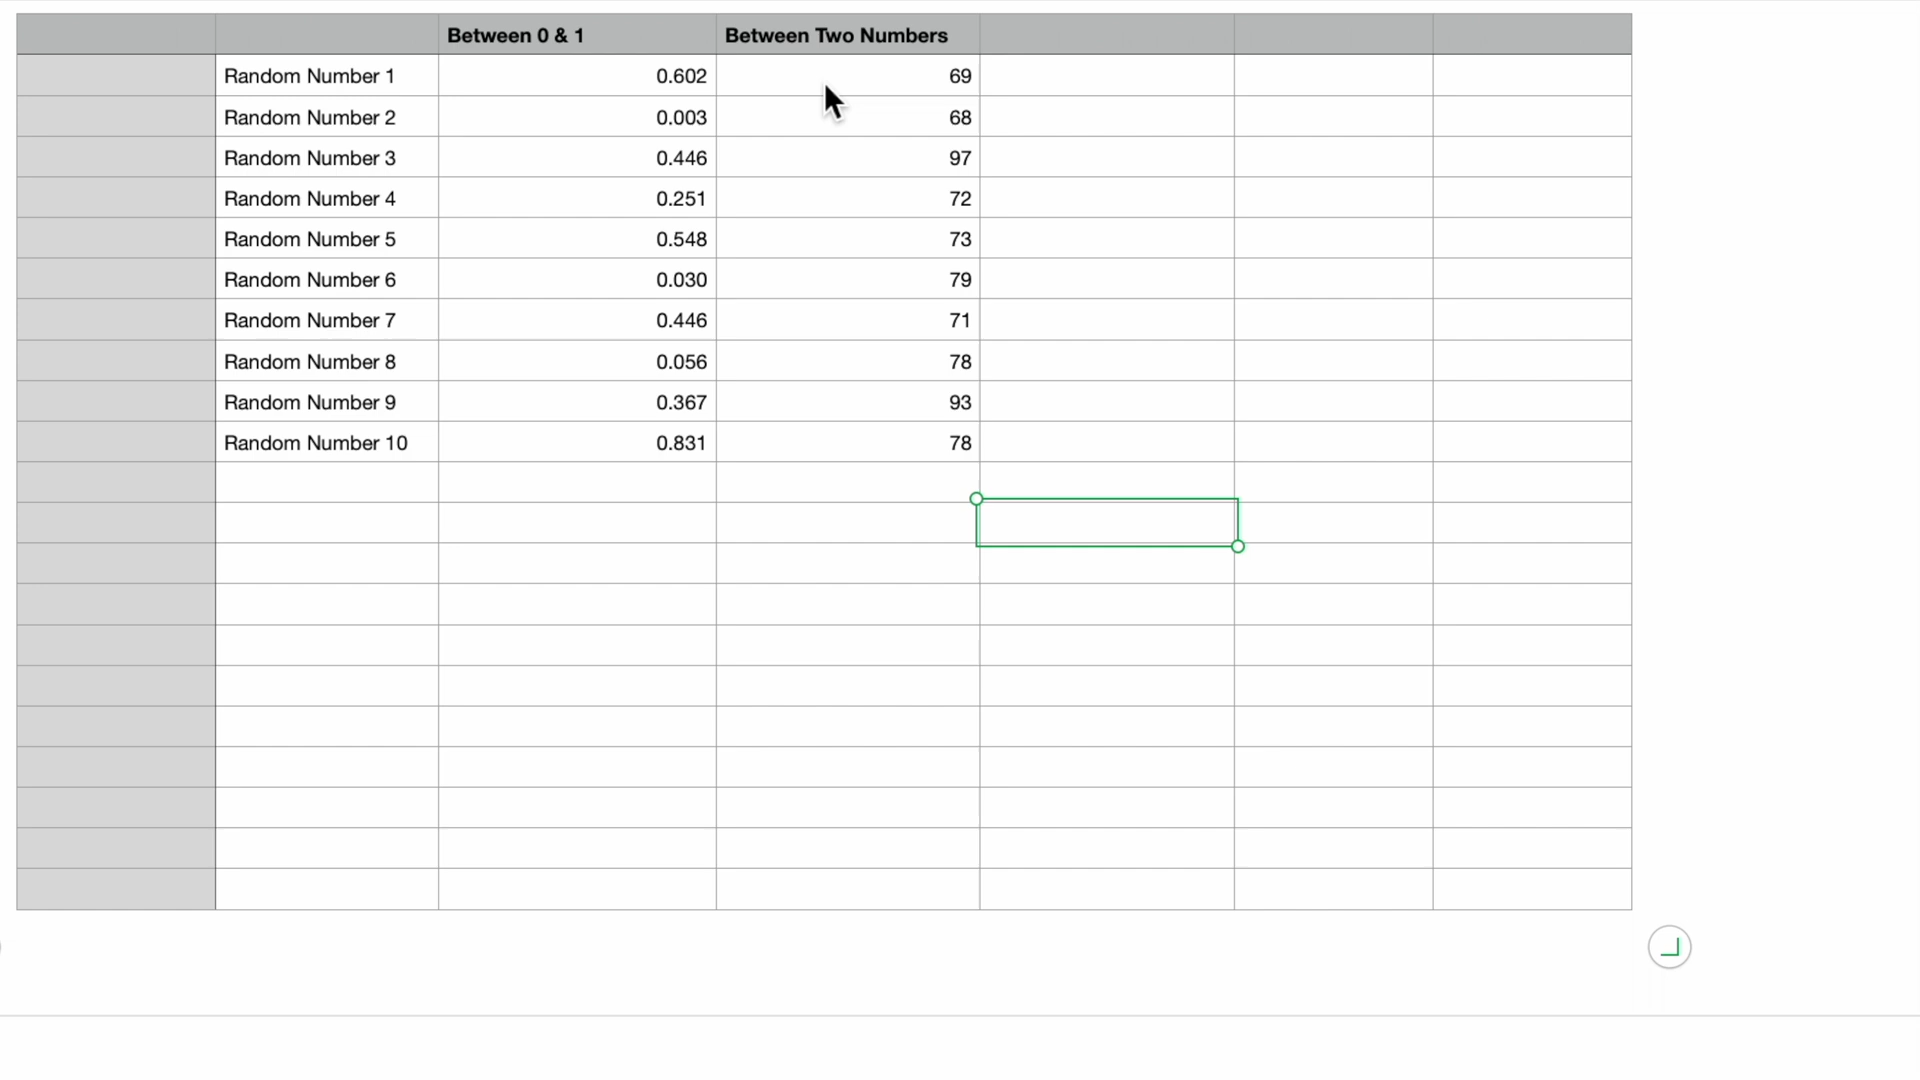 Between 0 & 1 Between Two Numbers
Random Number 1 0.602 69
Random Number 2 0.003 68
Random Number 3 0.446 97
Random Number 4 0.251 72
Random Number 5 0.548 73
Random Number 6 0.030 79
Random Number 7 0.446 71
Random Number 8 0.056 78
Random Number 9 0.367 93
Random Number 10 0.831 78